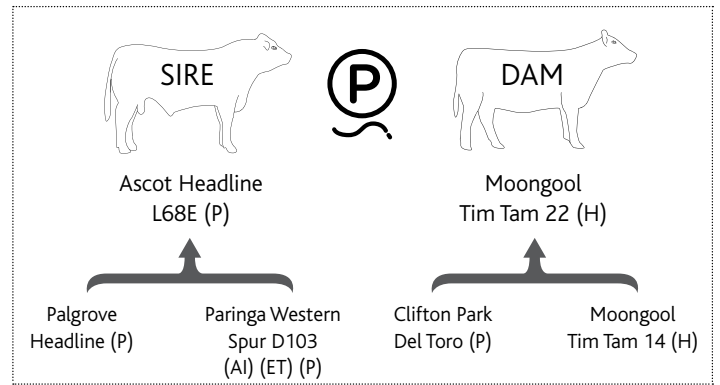 SIRE
P
DAM
Ascot Headline
L68E (P)
Moongool
Tim Tam 22 (H)
Palgrove
Headline (P)
Paringa Western
Spur D103
(AI) (ET) (P)
Clifton Park
Del Toro (P)
Moongool
Tim Tam 14 (H)